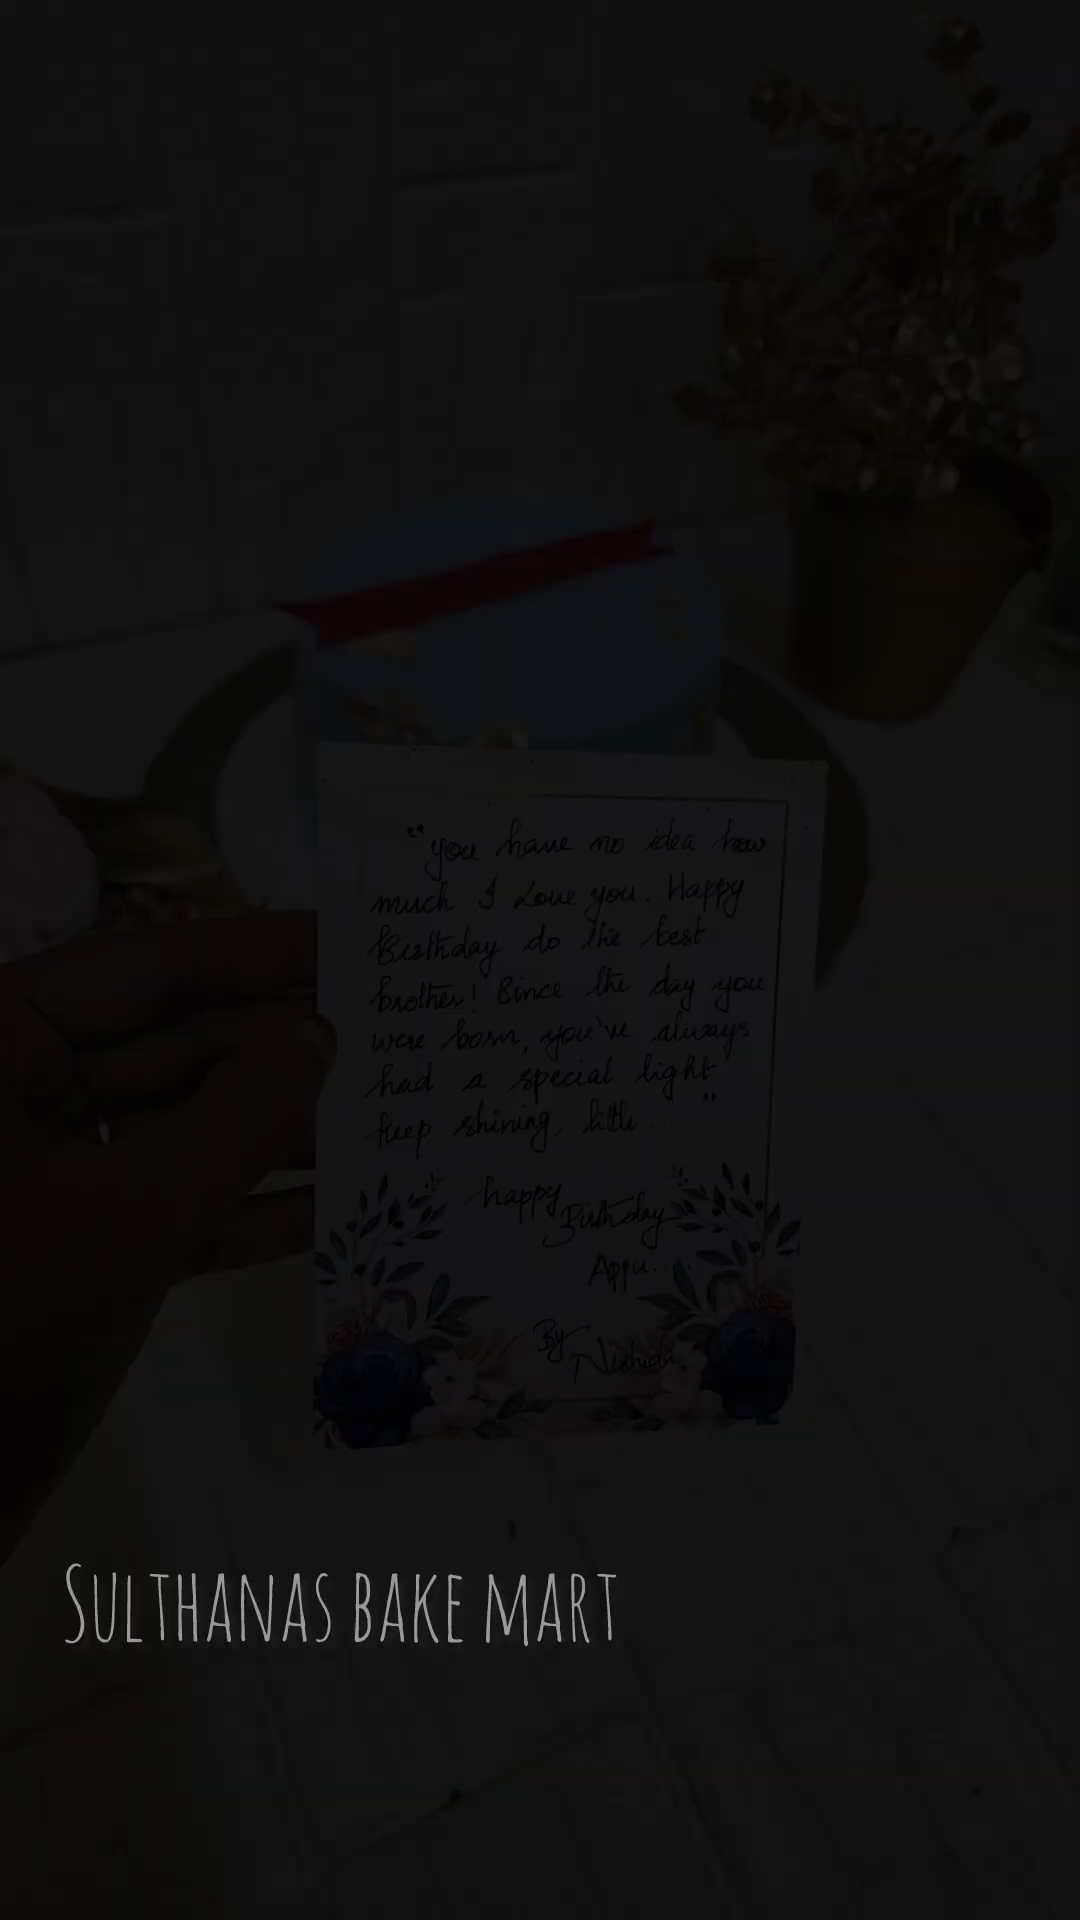 "you have no idea how
much I Love you. Happy
Birthday do the best
brother! Since the day you
were born, you've always
had a special light
keep shining, little.. "
happy
Birthday
Appu....
By
SULTHANAS BAKE MART